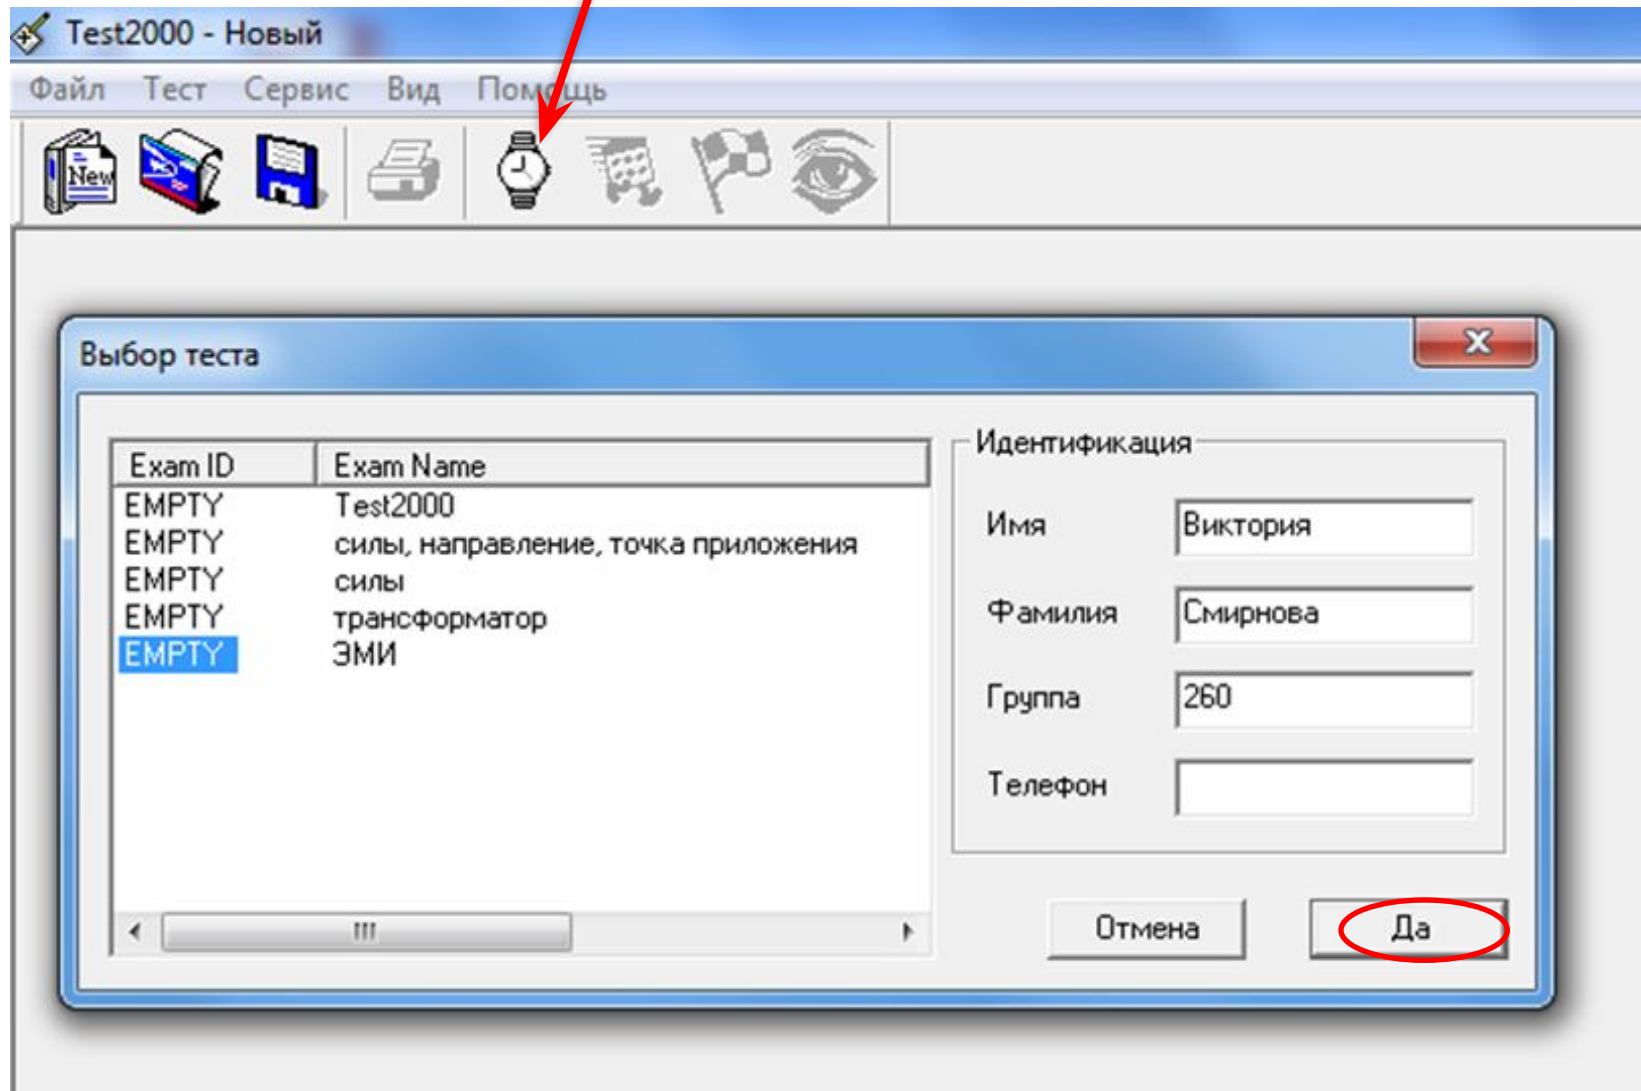 Test2000 - Новый
Файл Тест Сервис Вид Помощь
New
Выбор теста
Exam ID Exam Name
EMPTY Test2000
EMPTY силы, направление, точка приложения
EMPTY силы
EMPTY трансформатор
EMPTY ЭМИ
Идентификация
Имя Виктория
Фамилия Смирнова
Группа 260
Телефон
Отмена Да